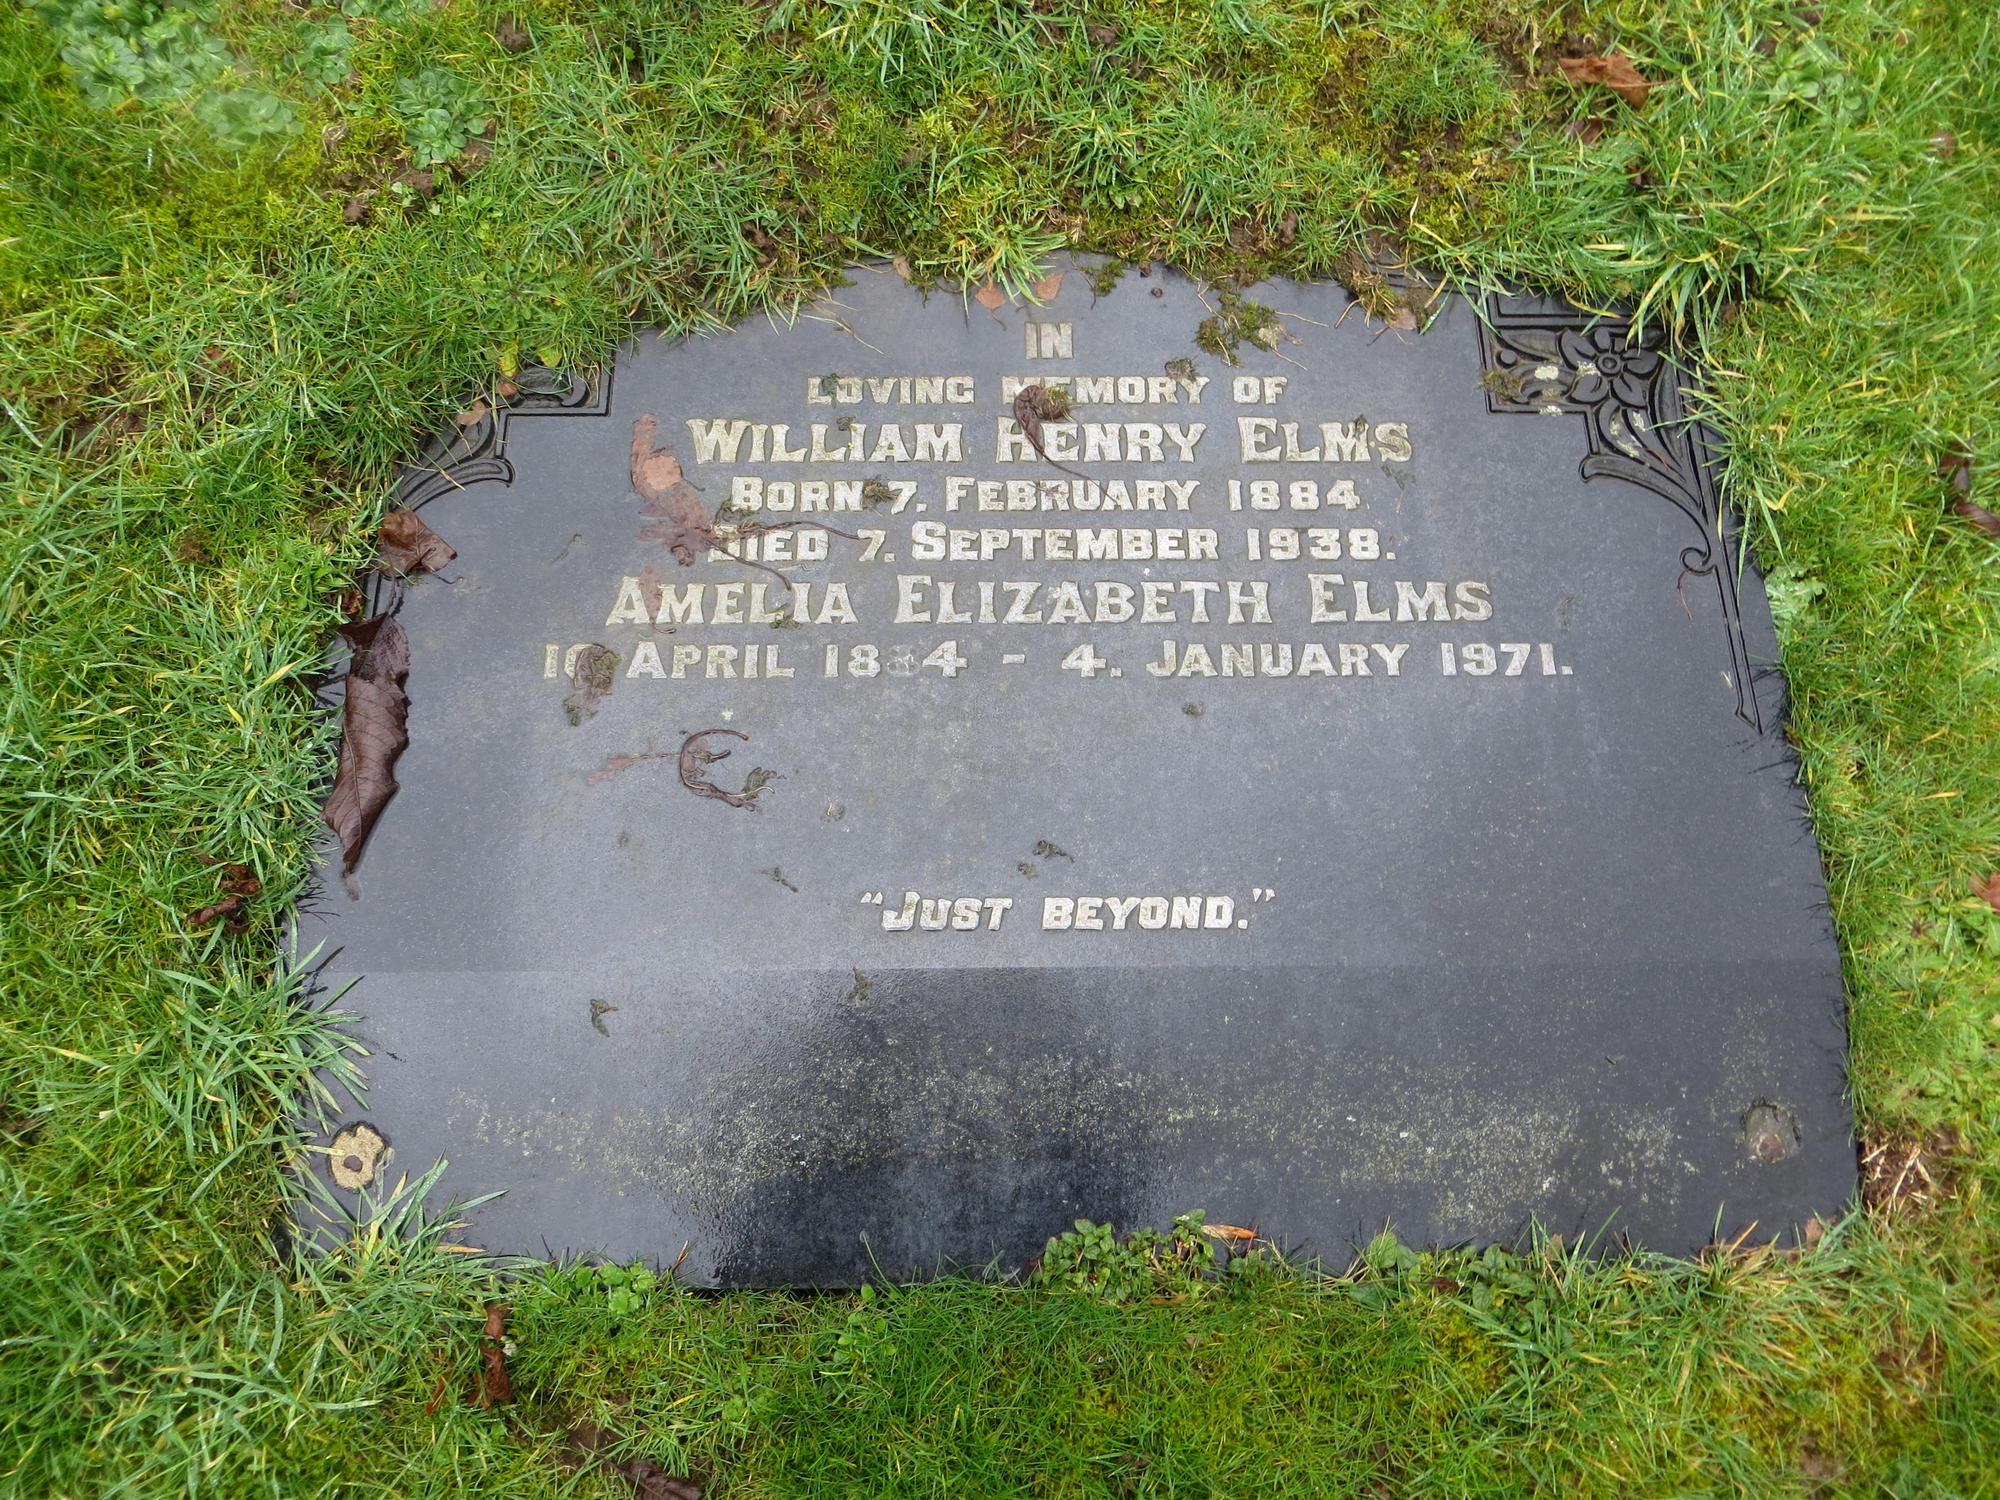 IN
LOVING MEMORY OF
WILLIAM HENRY ELMS
BORN 7. FEBRUARY 1884
DIED 7. SEPTEMBER 1938.
AMELIA ELIZABETH ELMS
APRIL 1884 - 4. JANUARY 1971.
"JUST BEYOND."